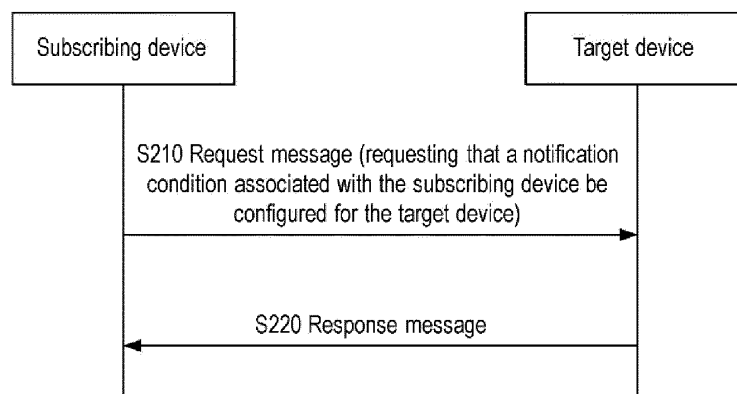 Subscribing device
Target device
S210 Request message (requesting that a notification
condition associated with the subscribing device be
configured for the target device)
S220 Response message